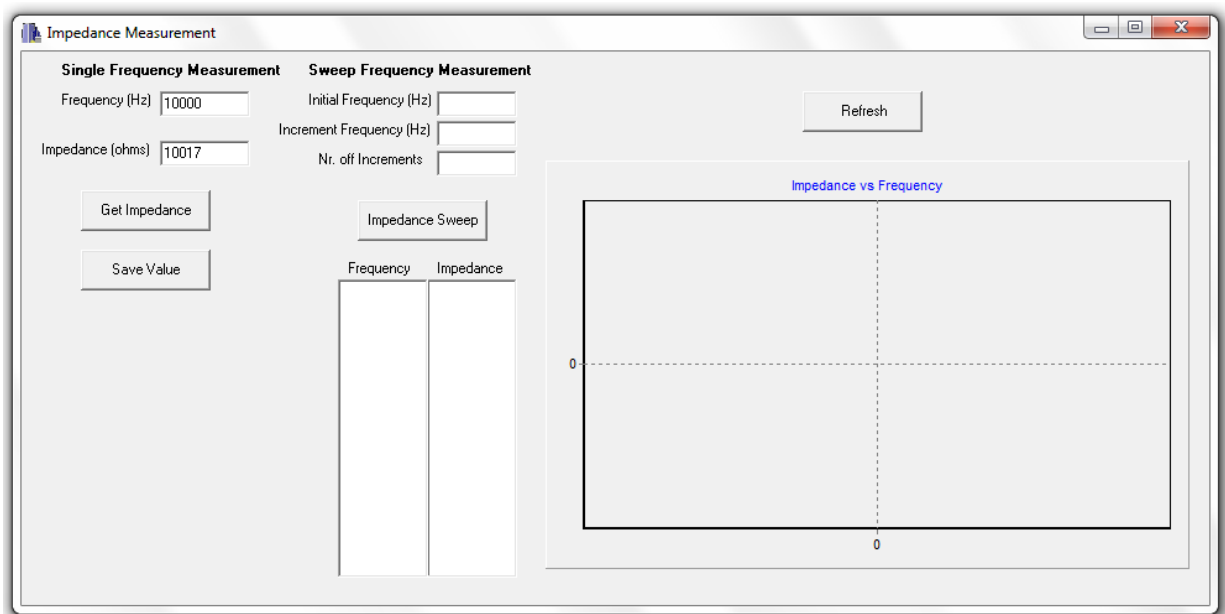 Impedance Measurement
Single Frequency Measurement
Frequency (Hz) 10000
Impedance (ohms) 10017
Get Impedance
Save Value
Sweep Frequency Measurement
Initial Frequency (Hz)
Increment Frequency (Hz)
Nr. off Increments
Impedance Sweep
Frequency Impedance
Refresh
Impedance vs Frequency
0
0